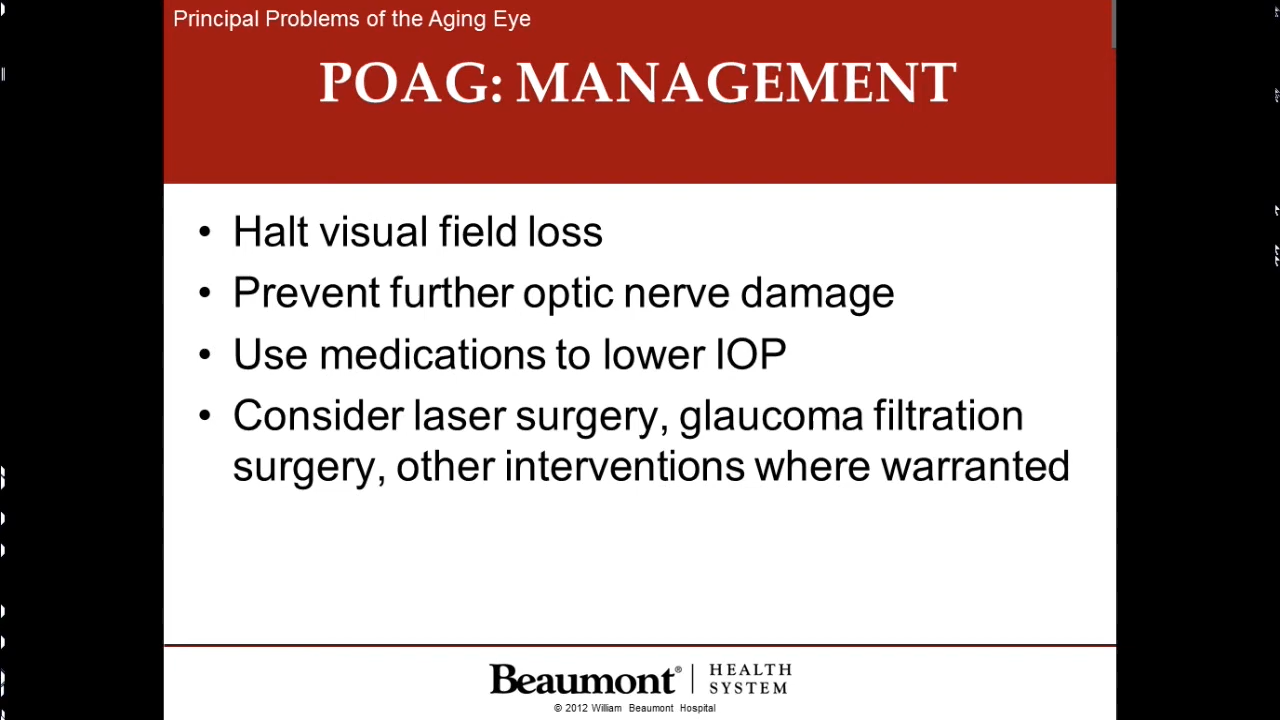 Principal Problems of the Aging Eye
POAG: MANAGEMENT
• Halt visual field loss
• Prevent further optic nerve damage
• Use medications to lower IOP
• Consider laser surgery, glaucoma filtration
surgery, other interventions where warranted
Beaumont® | HEALTH
SYSTEM
© 2012 William Beaumont Hospital